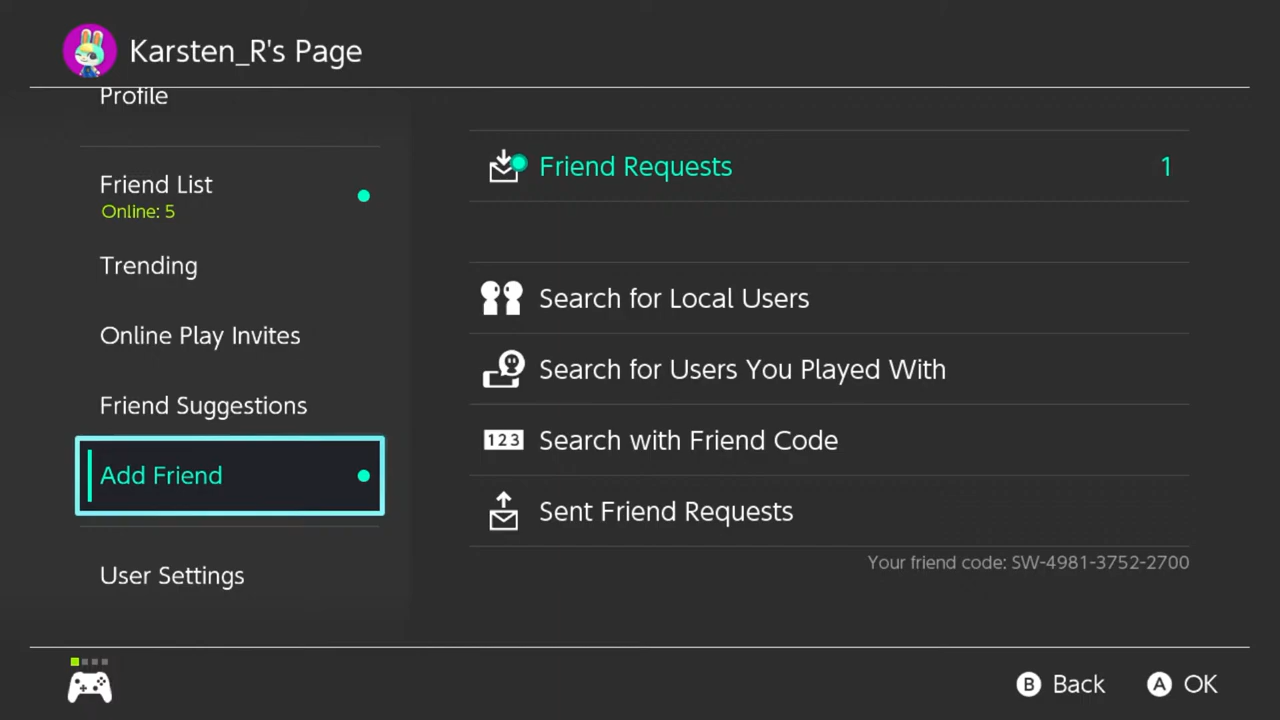 Karsten_R's Page
Profile
Friend List
Online: 5
Trending
Online Play Invites
Friend Suggestions
Add Friend
User Settings
Friend Requests 1
Search for Local Users
Search for Users You Played With
123 Search with Friend Code
Sent Friend Requests
Your friend code: SW-4981-3752-2700
B Back A OK